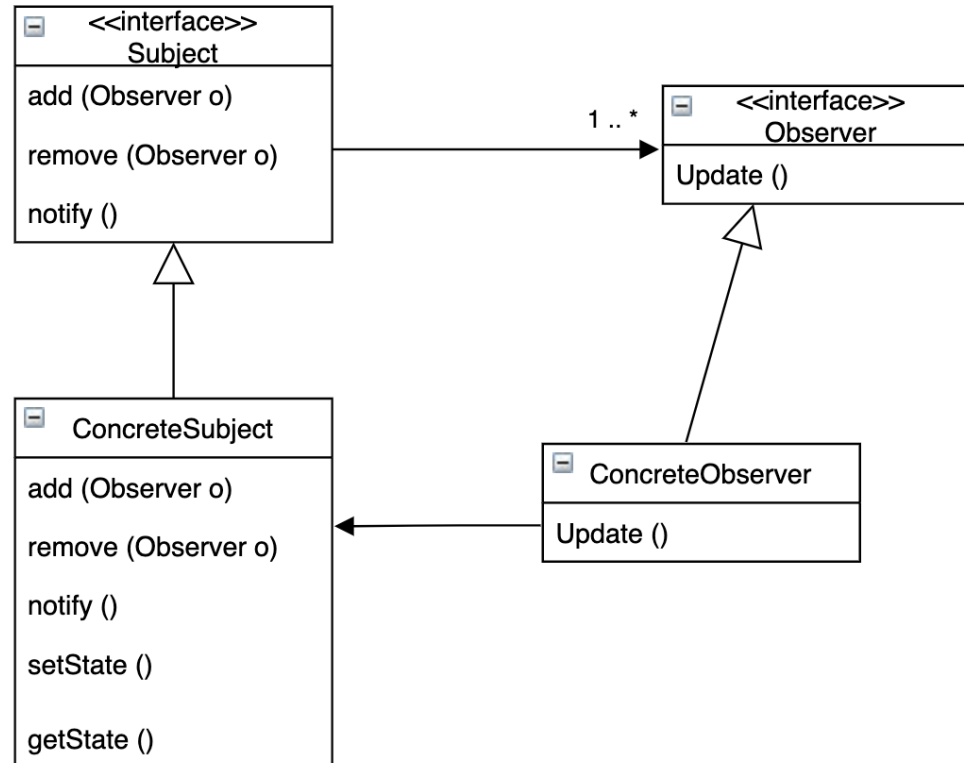 <<interface>>
Subject
add (Observer o)
remove (Observer o)
notify ()
1 .. *
<<interface>>
Observer
Update ()
ConcreteSubject
add (Observer o)
remove (Observer o)
notify ()
setState ()
getState ()
ConcreteObserver
Update ()